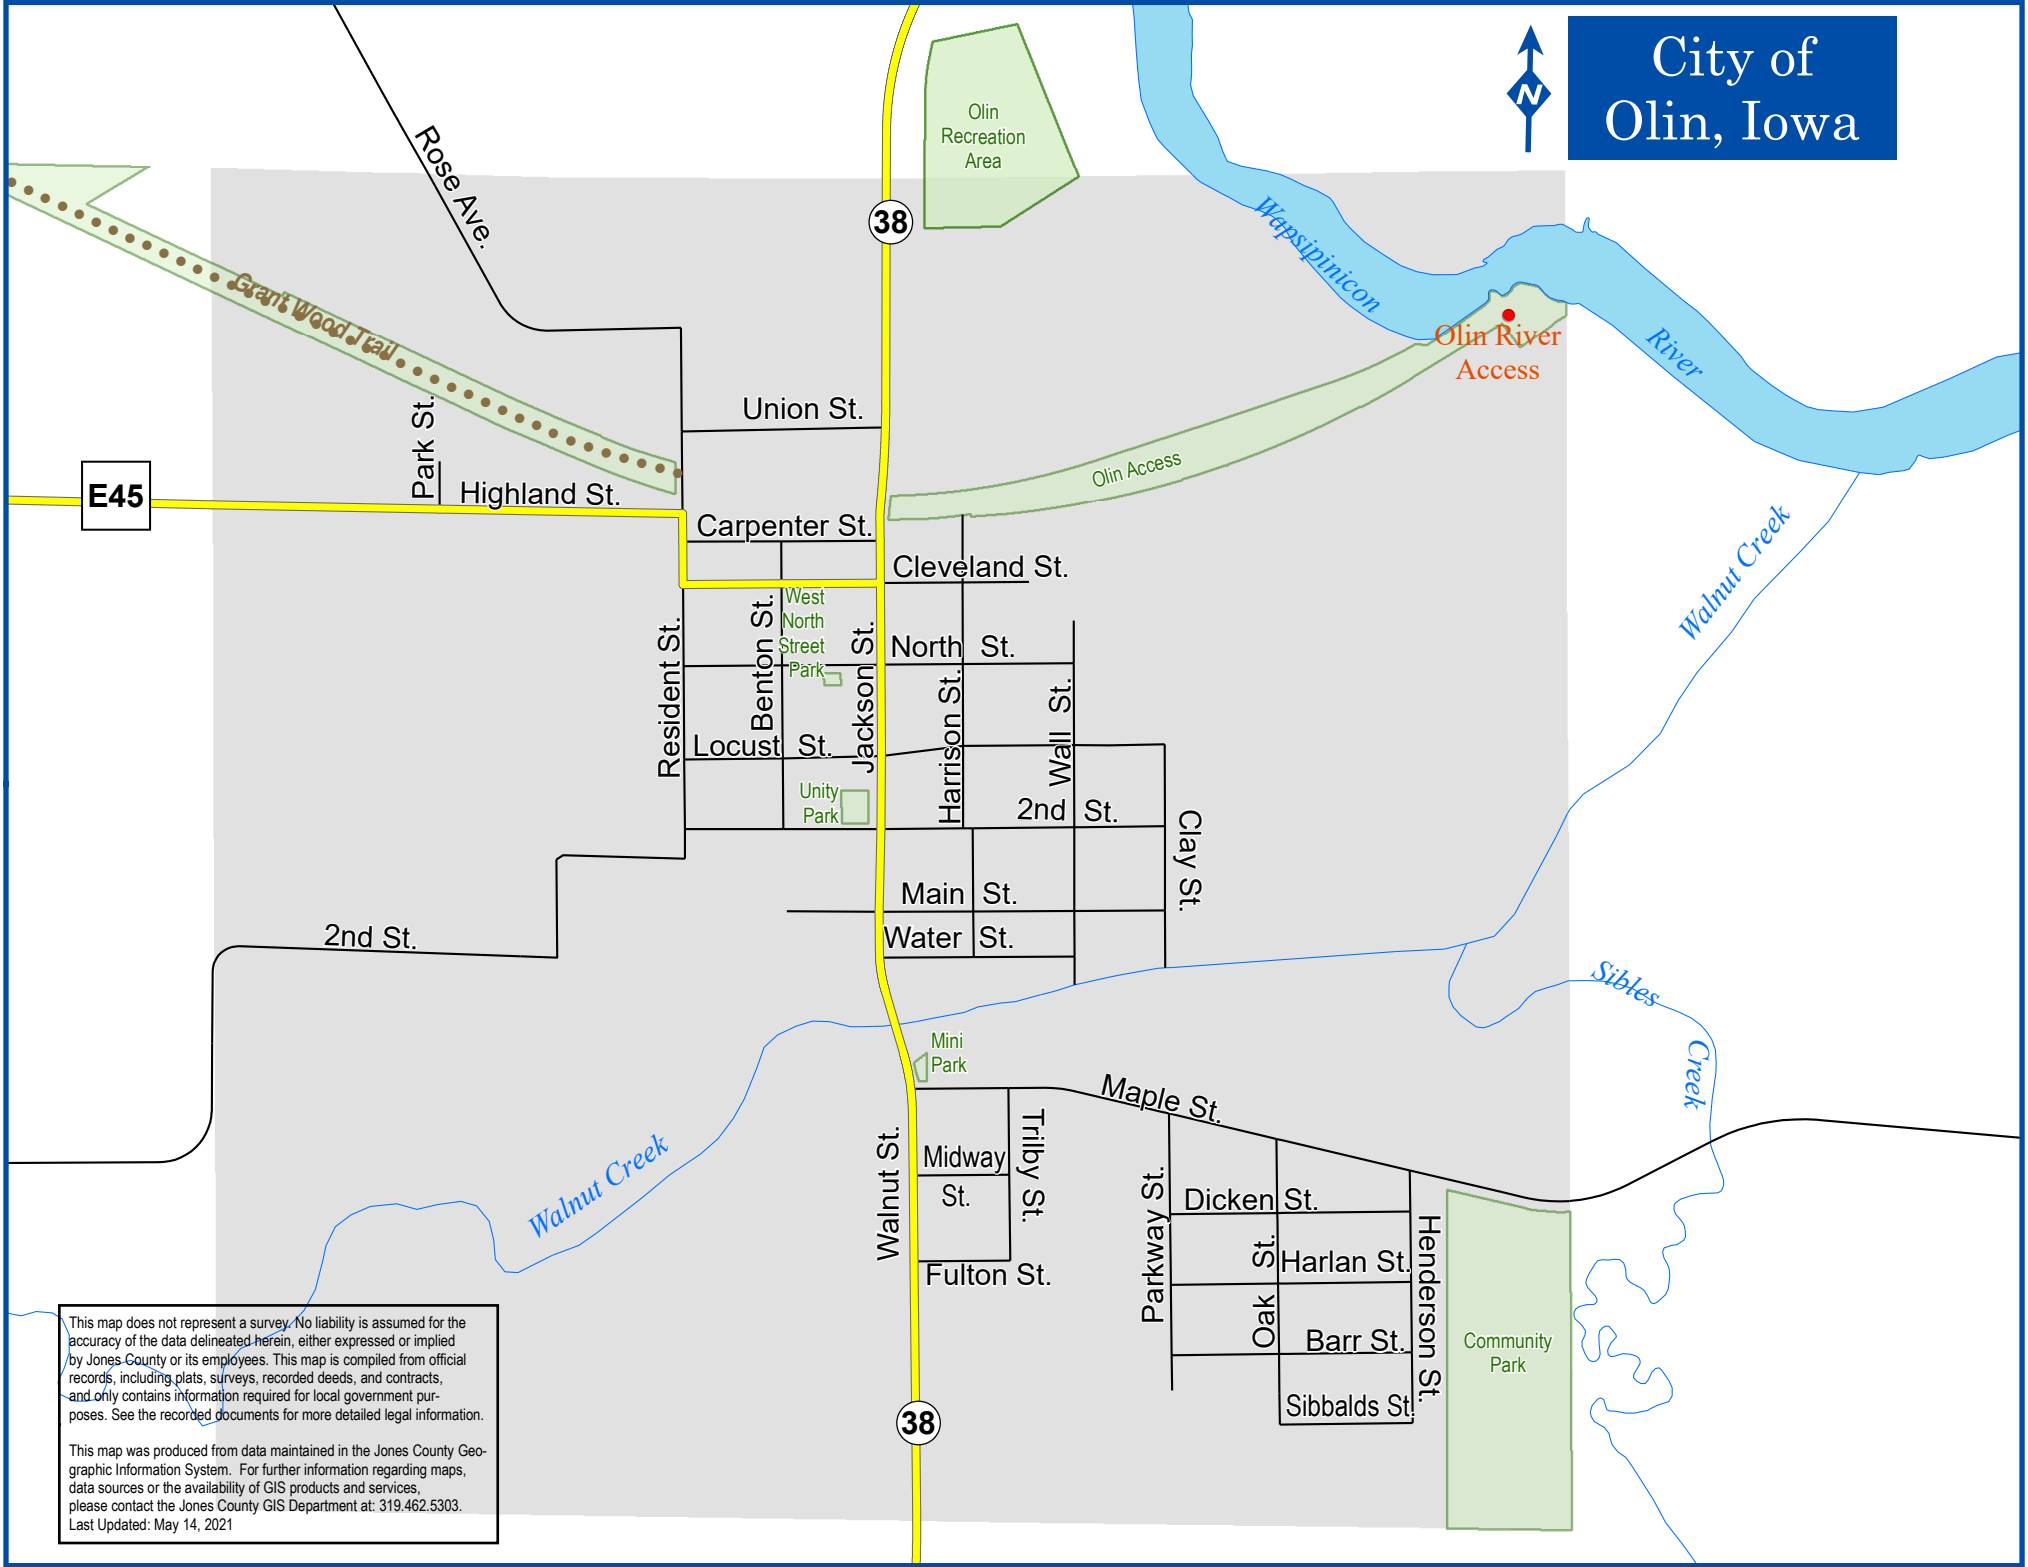 City of
Olin, Iowa
N
Olin
Recreation
Area
Rose Ave.
38
Wapsipinicon
River
Grant Wood Trail
Olin River
Access
Union St.
Park St.
Olin Access
E45
Highland St.
Carpenter St.
Cleveland St.
Walnut Creek
West
North
Street
Park
Resident St.
Benton St.
Jackson St.
North St.
Harrison St.
Wall St.
Locust St.
Unity
Park
2nd St.
Clay St.
Main St.
2nd St.
Water St.
Sibles
Creek
Mini
Park
Maple St.
Walnut Creek
Walnut St.
Midway
St.
Trilby St.
Parkway St.
Dicken St.
Oak St.
Harlan St.
Henderson St.
Fulton St.
Barr St.
Community
Park
Sibbalds St.
38
This map does not represent a survey. No liability is assumed for the
accuracy of the data delineated herein, either expressed or implied
by Jones County or its employees. This map is compiled from official
records, including plats, surveys, recorded deeds, and contracts,
and only contains information required for local government pur-
poses. See the recorded documents for more detailed legal information.
This map was produced from data maintained in the Jones County Geo-
graphic Information System. For further information regarding maps,
data sources or the availability of GIS products and services,
please contact the Jones County GIS Department at: 319.462.5303.
Last Updated: May 14, 2021